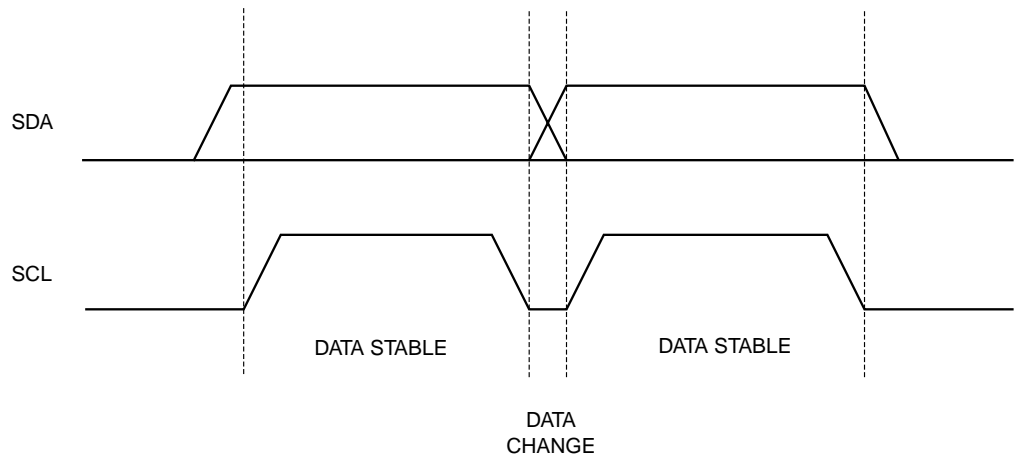 SDA
SCL
DATA STABLE
DATA STABLE
DATA
CHANGE